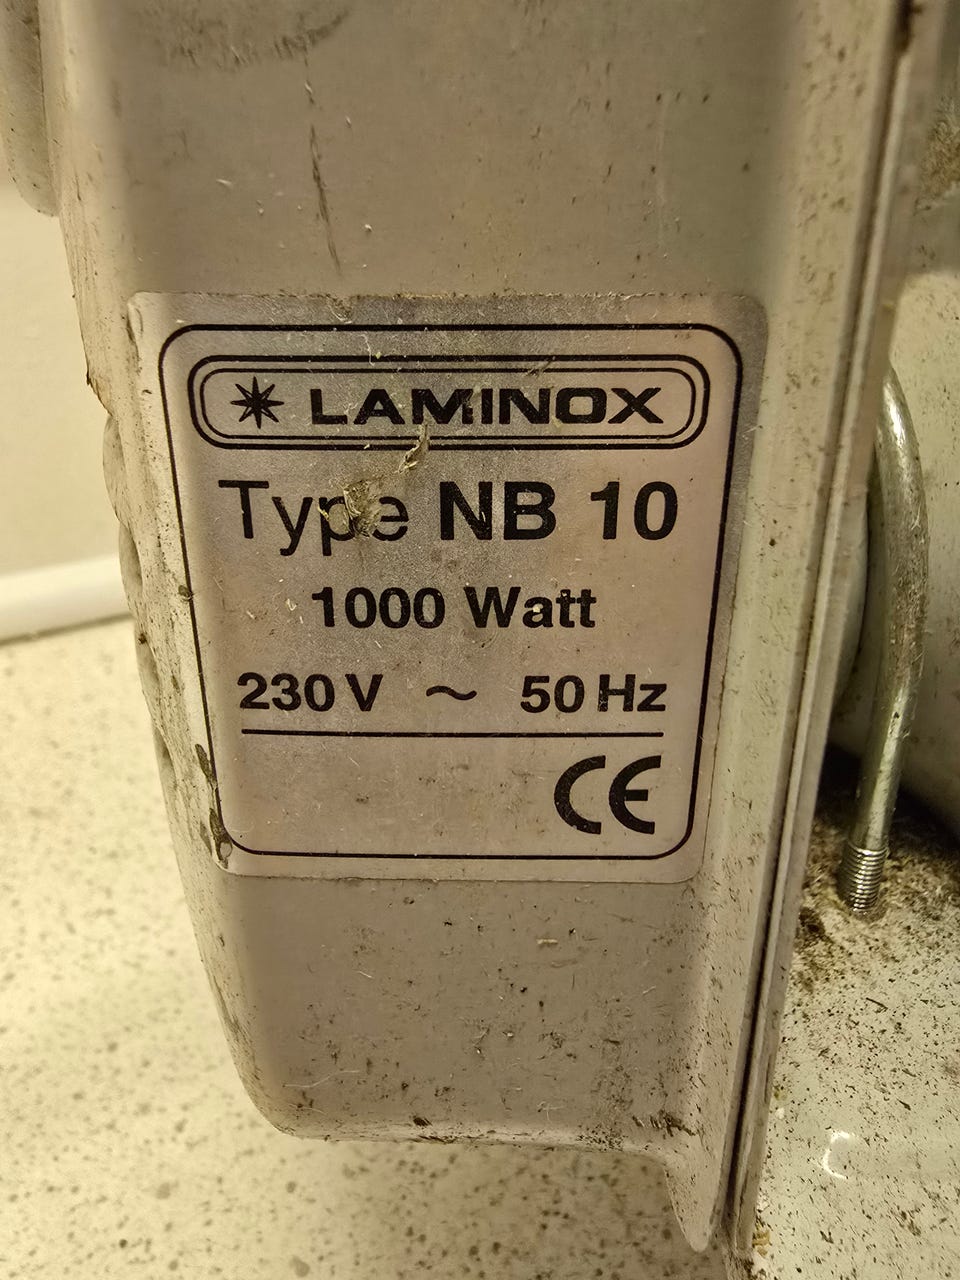 LAMINOX
Type NB 10
1000 Watt
230 V ~ 50 Hz
CE